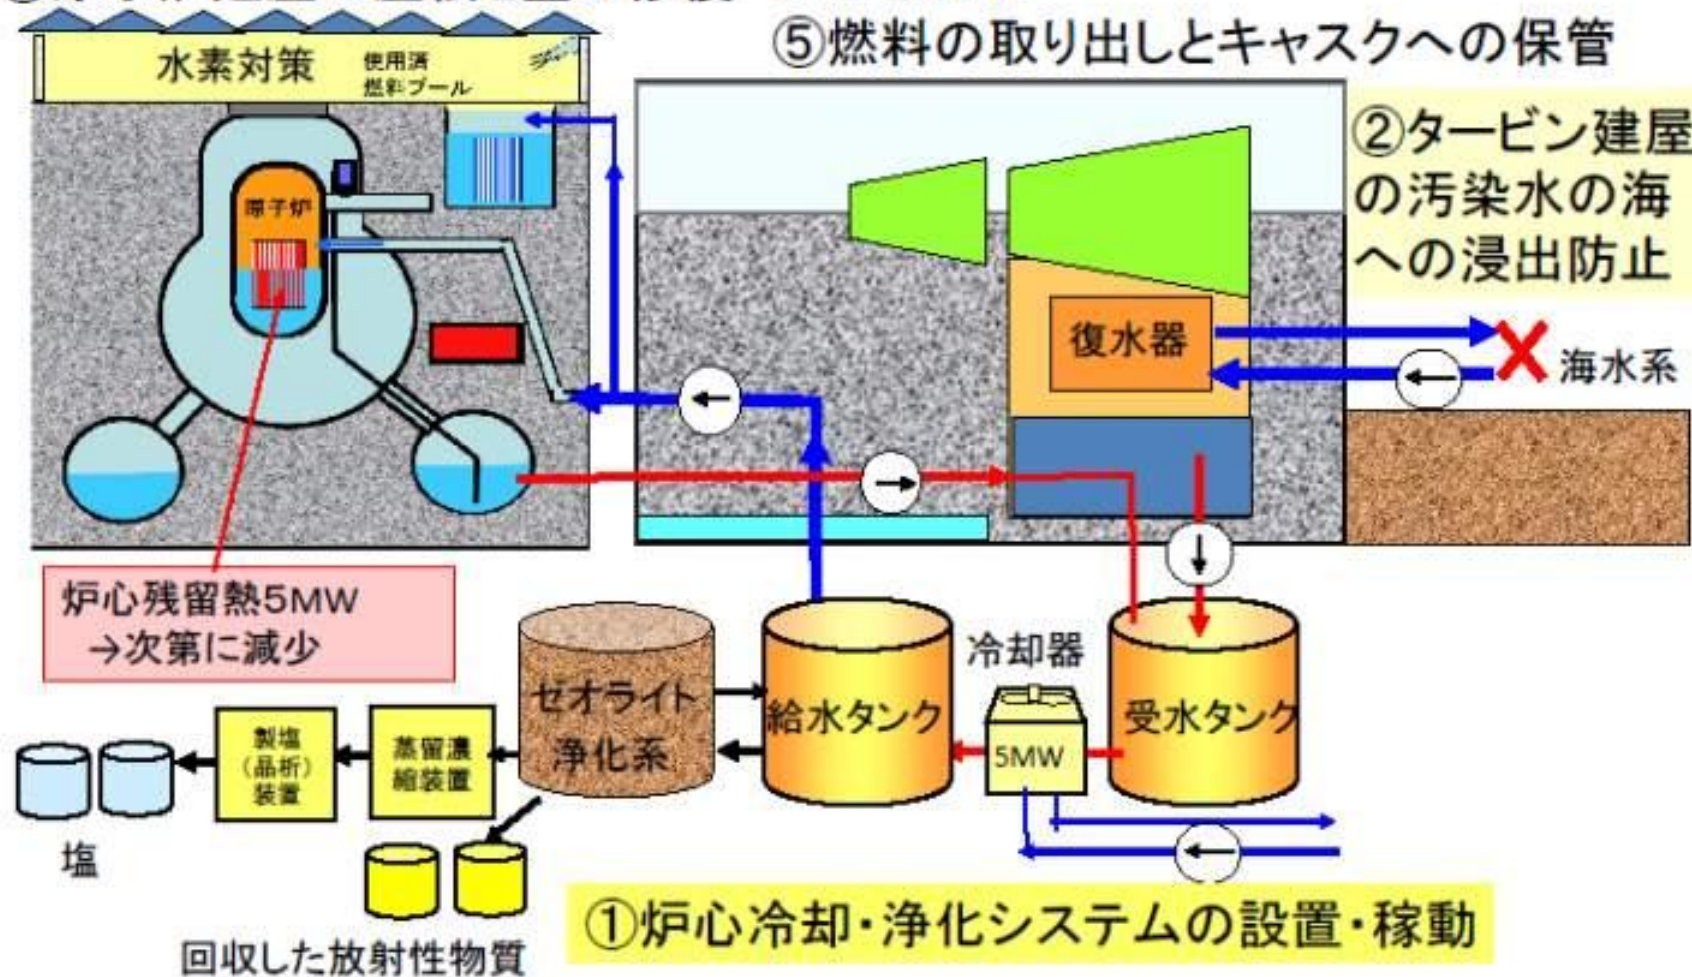 ⑤燃料の取り出しとキャスクへの保管
水素対策
使用済
燃料プール
②タービン建屋
の汚染水の海
への浸出防止
原子炉
復水器
海水系
炉心残留熱5MW
→次第に減少
ゼオライト
浄化系
給水タンク
冷却器
5MW
受水タンク
製塩
(晶析)
装置
蒸留濃
縮装置
塩
回収した放射性物質
①炉心冷却・浄化システムの設置・稼動